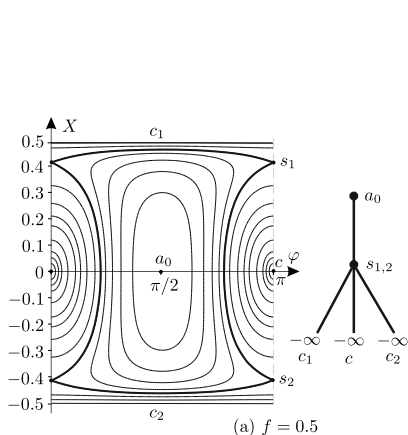 X
c₁
0.5
0.4
0.3
0.2
0.1
0
−0.1
−0.2
−0.3
−0.4
−0.5
s₁
a₀
π/2
c φ
π
s₂
c₂
a₀
s₁,₂
−∞ −∞ −∞
c₁ c c₂
(a) f = 0.5